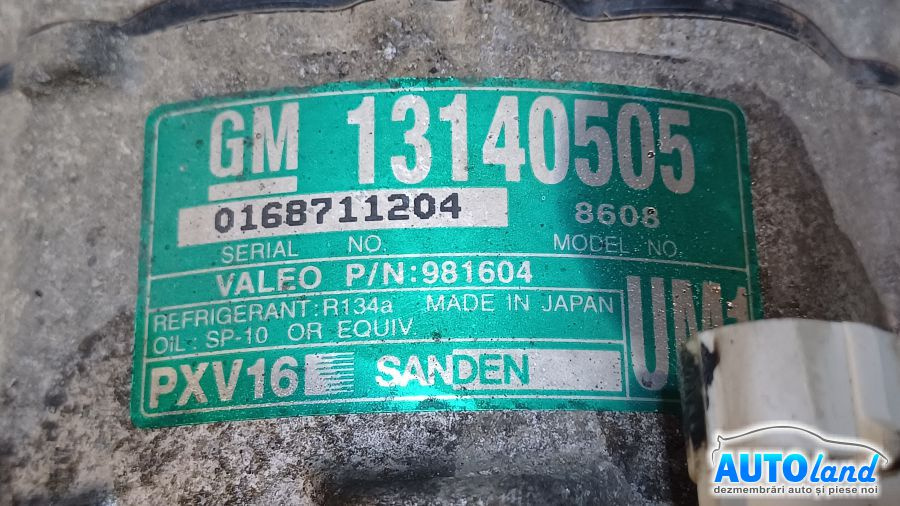 GM 13140505
0168711204 8608
SERIAL NO. MODEL NO.
VALEO P/N:981604
REFRIGERANT:R134a MADE IN JAPAN
OiL: SP-10 OR EQUIV
PXV16 SANDEN
AUTOland
dezmembrări auto și piese noi